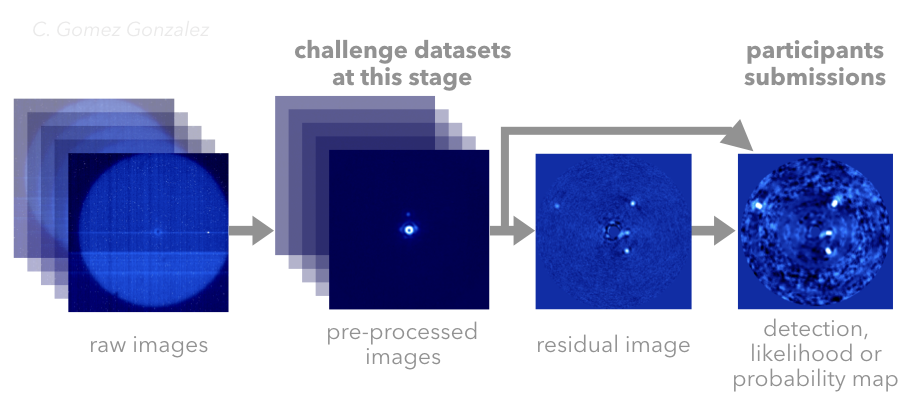 C. Gomez Gonzalez
challenge datasets
at this stage
participants
submissions
raw images
pre-processed
images
residual image
detection,
likelihood or
probability map